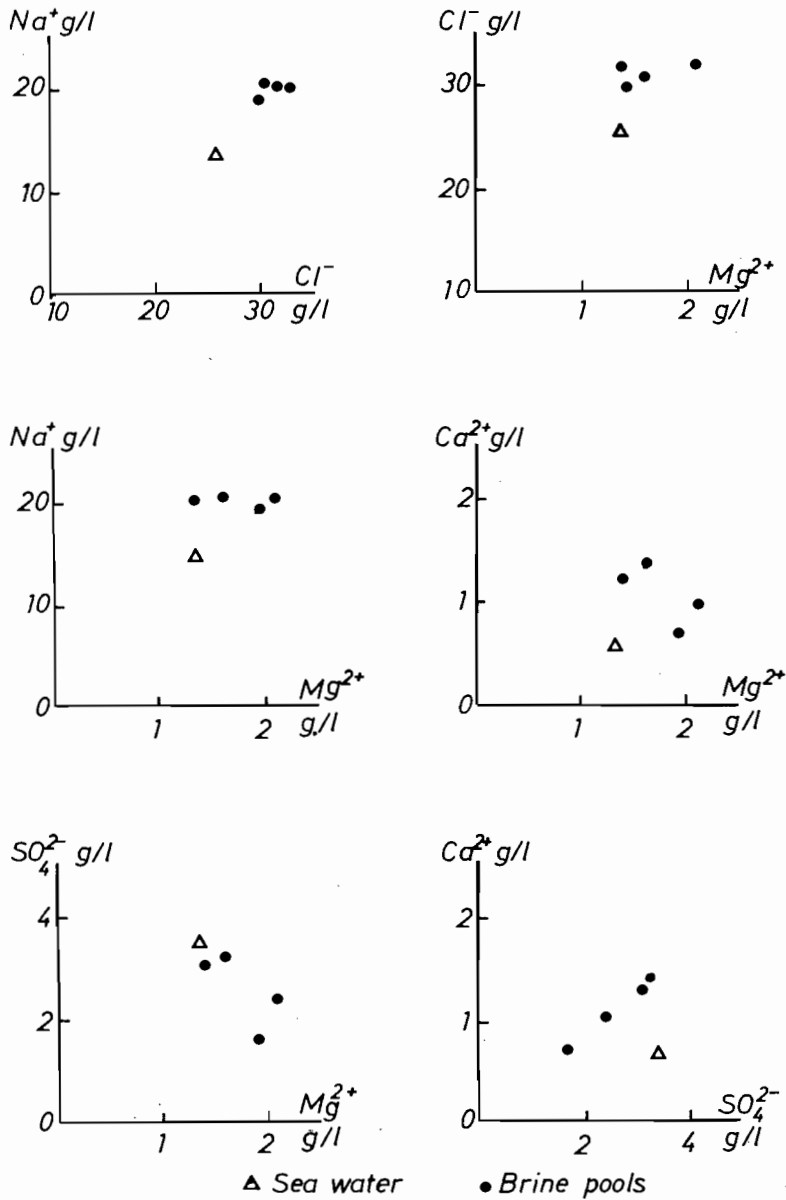 Na⁺ g/l
20
10
0
10 20 30 g/l
Cl⁻
Cl⁻ g/l
30
20
10
1 2 g/l
Mg²⁺
Na⁺ g/l
20
10
0
1 2 g/l
Mg²⁺
Ca²⁺ g/l
2
1
0
1 2 g/l
Mg²⁺
SO₄²⁻ g/l
4
2
0
1 2 g/l
Mg²⁺
Ca²⁺ g/l
2
1
0
2 4 g/l
SO₄²⁻
Δ Sea water ● Brine pools